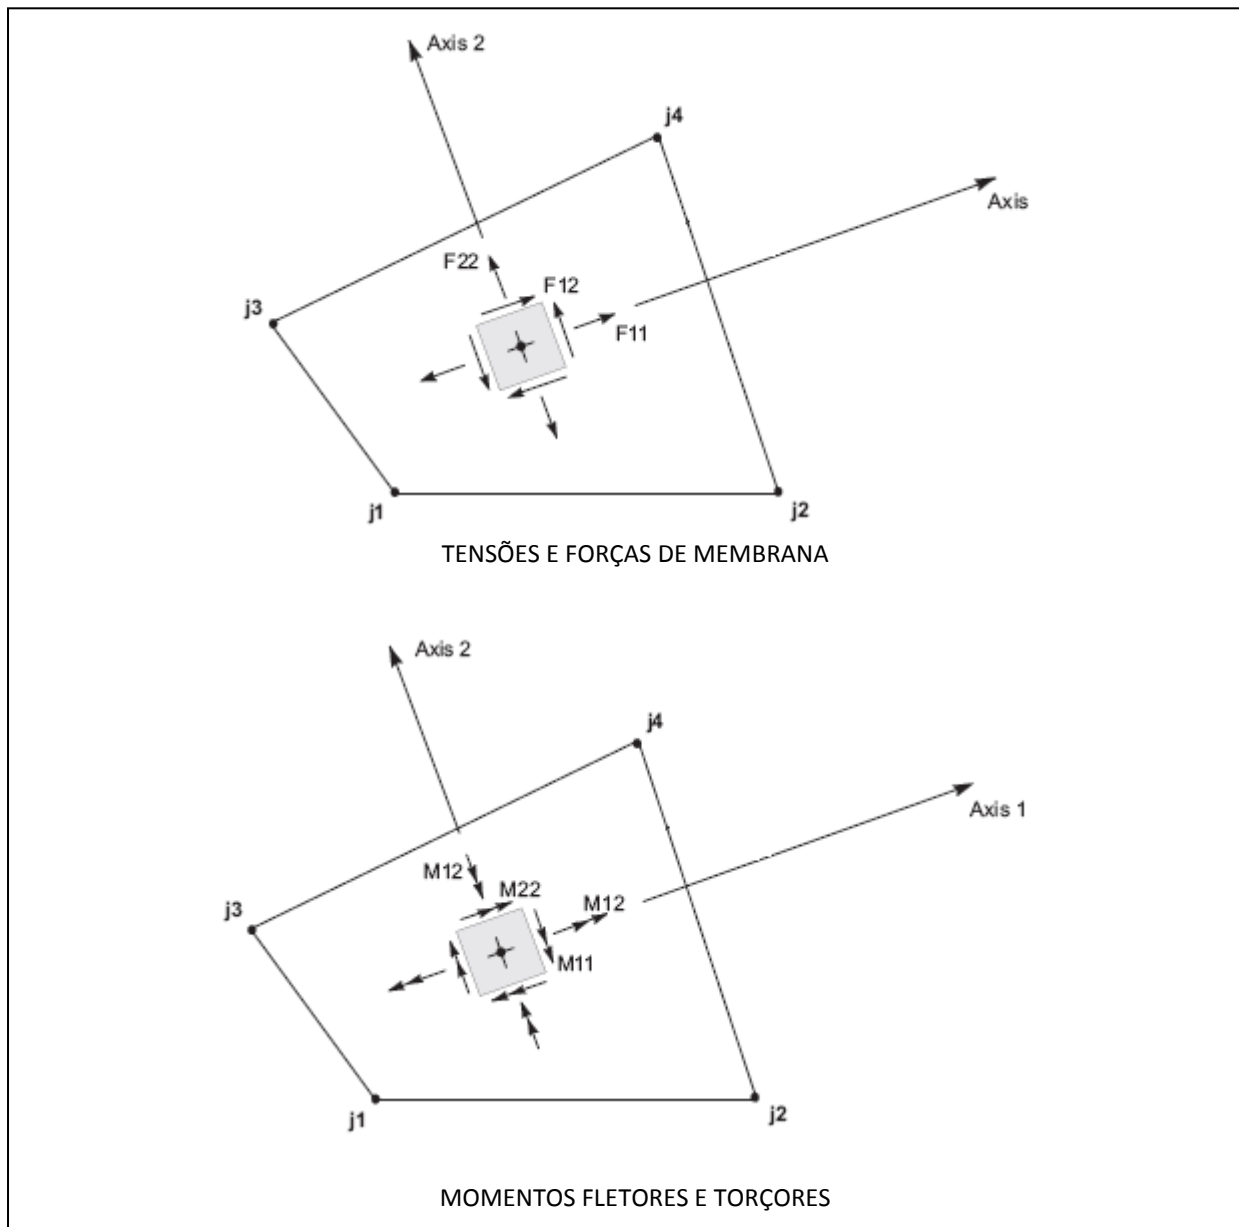 Axis 2
j4
Axis
F22
F12
j3
F11
j1
j2
TENSÕES E FORÇAS DE MEMBRANA
Axis 2
j4
Axis 1
M12
M22
M12
j3
M11
j1
j2
MOMENTOS FLETORES E TORÇORES